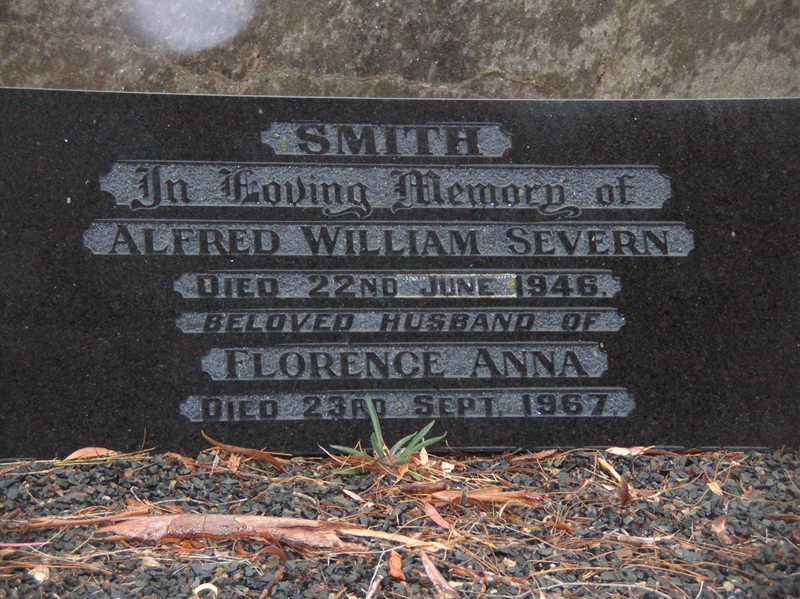 SMITH
In Loving Memory of
ALFRED WILLIAM SEVERN
DIED 22ND JUNE 1946.
BELOVED HUSBAND OF
FLORENCE ANNA
DIED 23RD SEPT. 1967.